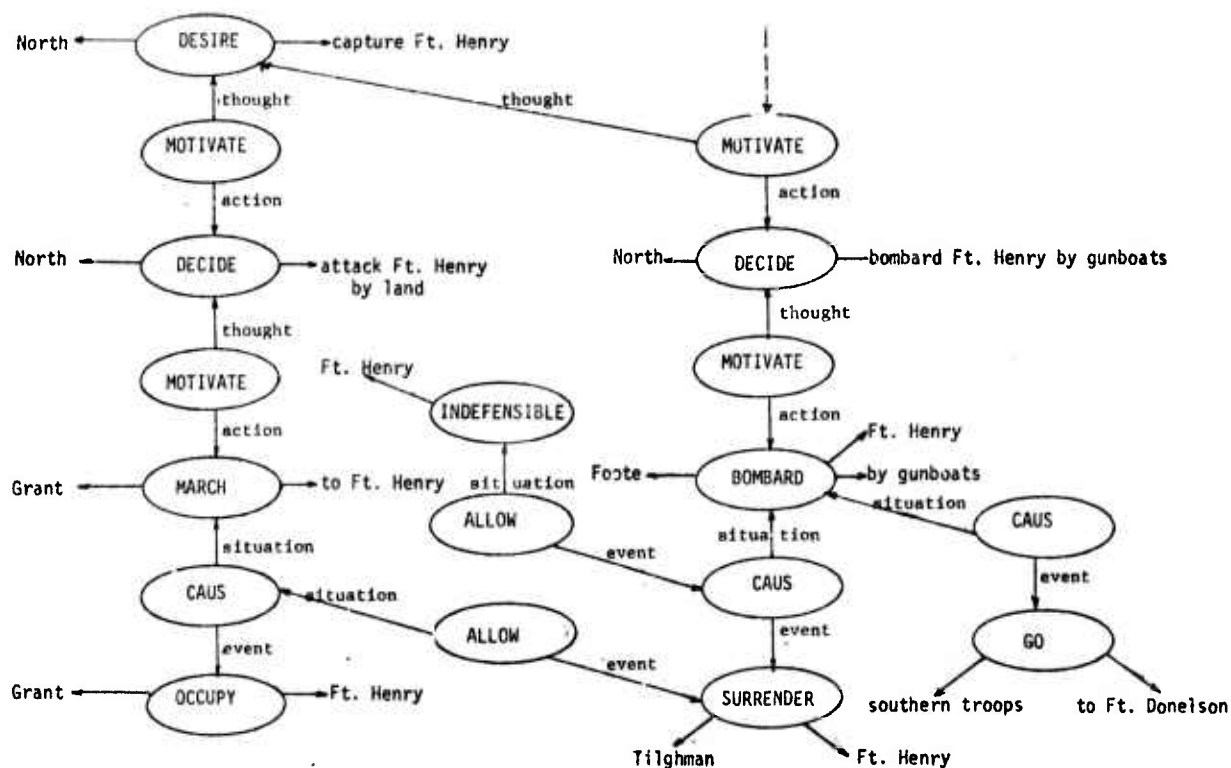 North
DESIRE
capture Ft. Henry
thought
thought
MOTIVATE
MOTIVATE
action
action
North
DECIDE
attack Ft. Henry
by land
North
DECIDE
bombard Ft. Henry by gunboats
thought
thought
MOTIVATE
Ft. Henry
INDEFENSIBLE
MOTIVATE
action
action
Ft. Henry
Grant
MARCH
to Ft. Henry
situation
Foote
BOMBARD
by gunboats
situation
ALLOW
CAUS
situation
situation
event
event
CAUS
situation
ALLOW
CAUS
GO
event
event
event
Grant
OCCUPY
Ft. Henry
SURRENDER
southern troops
to Ft. Donelson
Tilghman
Ft. Henry